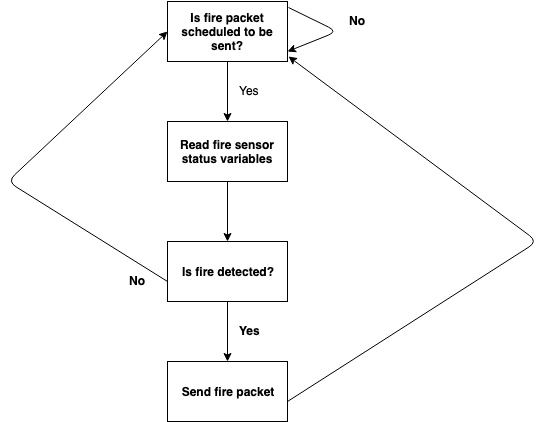 Is fire packet
scheduled to be
sent?
No
Yes
Read fire sensor
status variables
Is fire detected?
No
Yes
Send fire packet